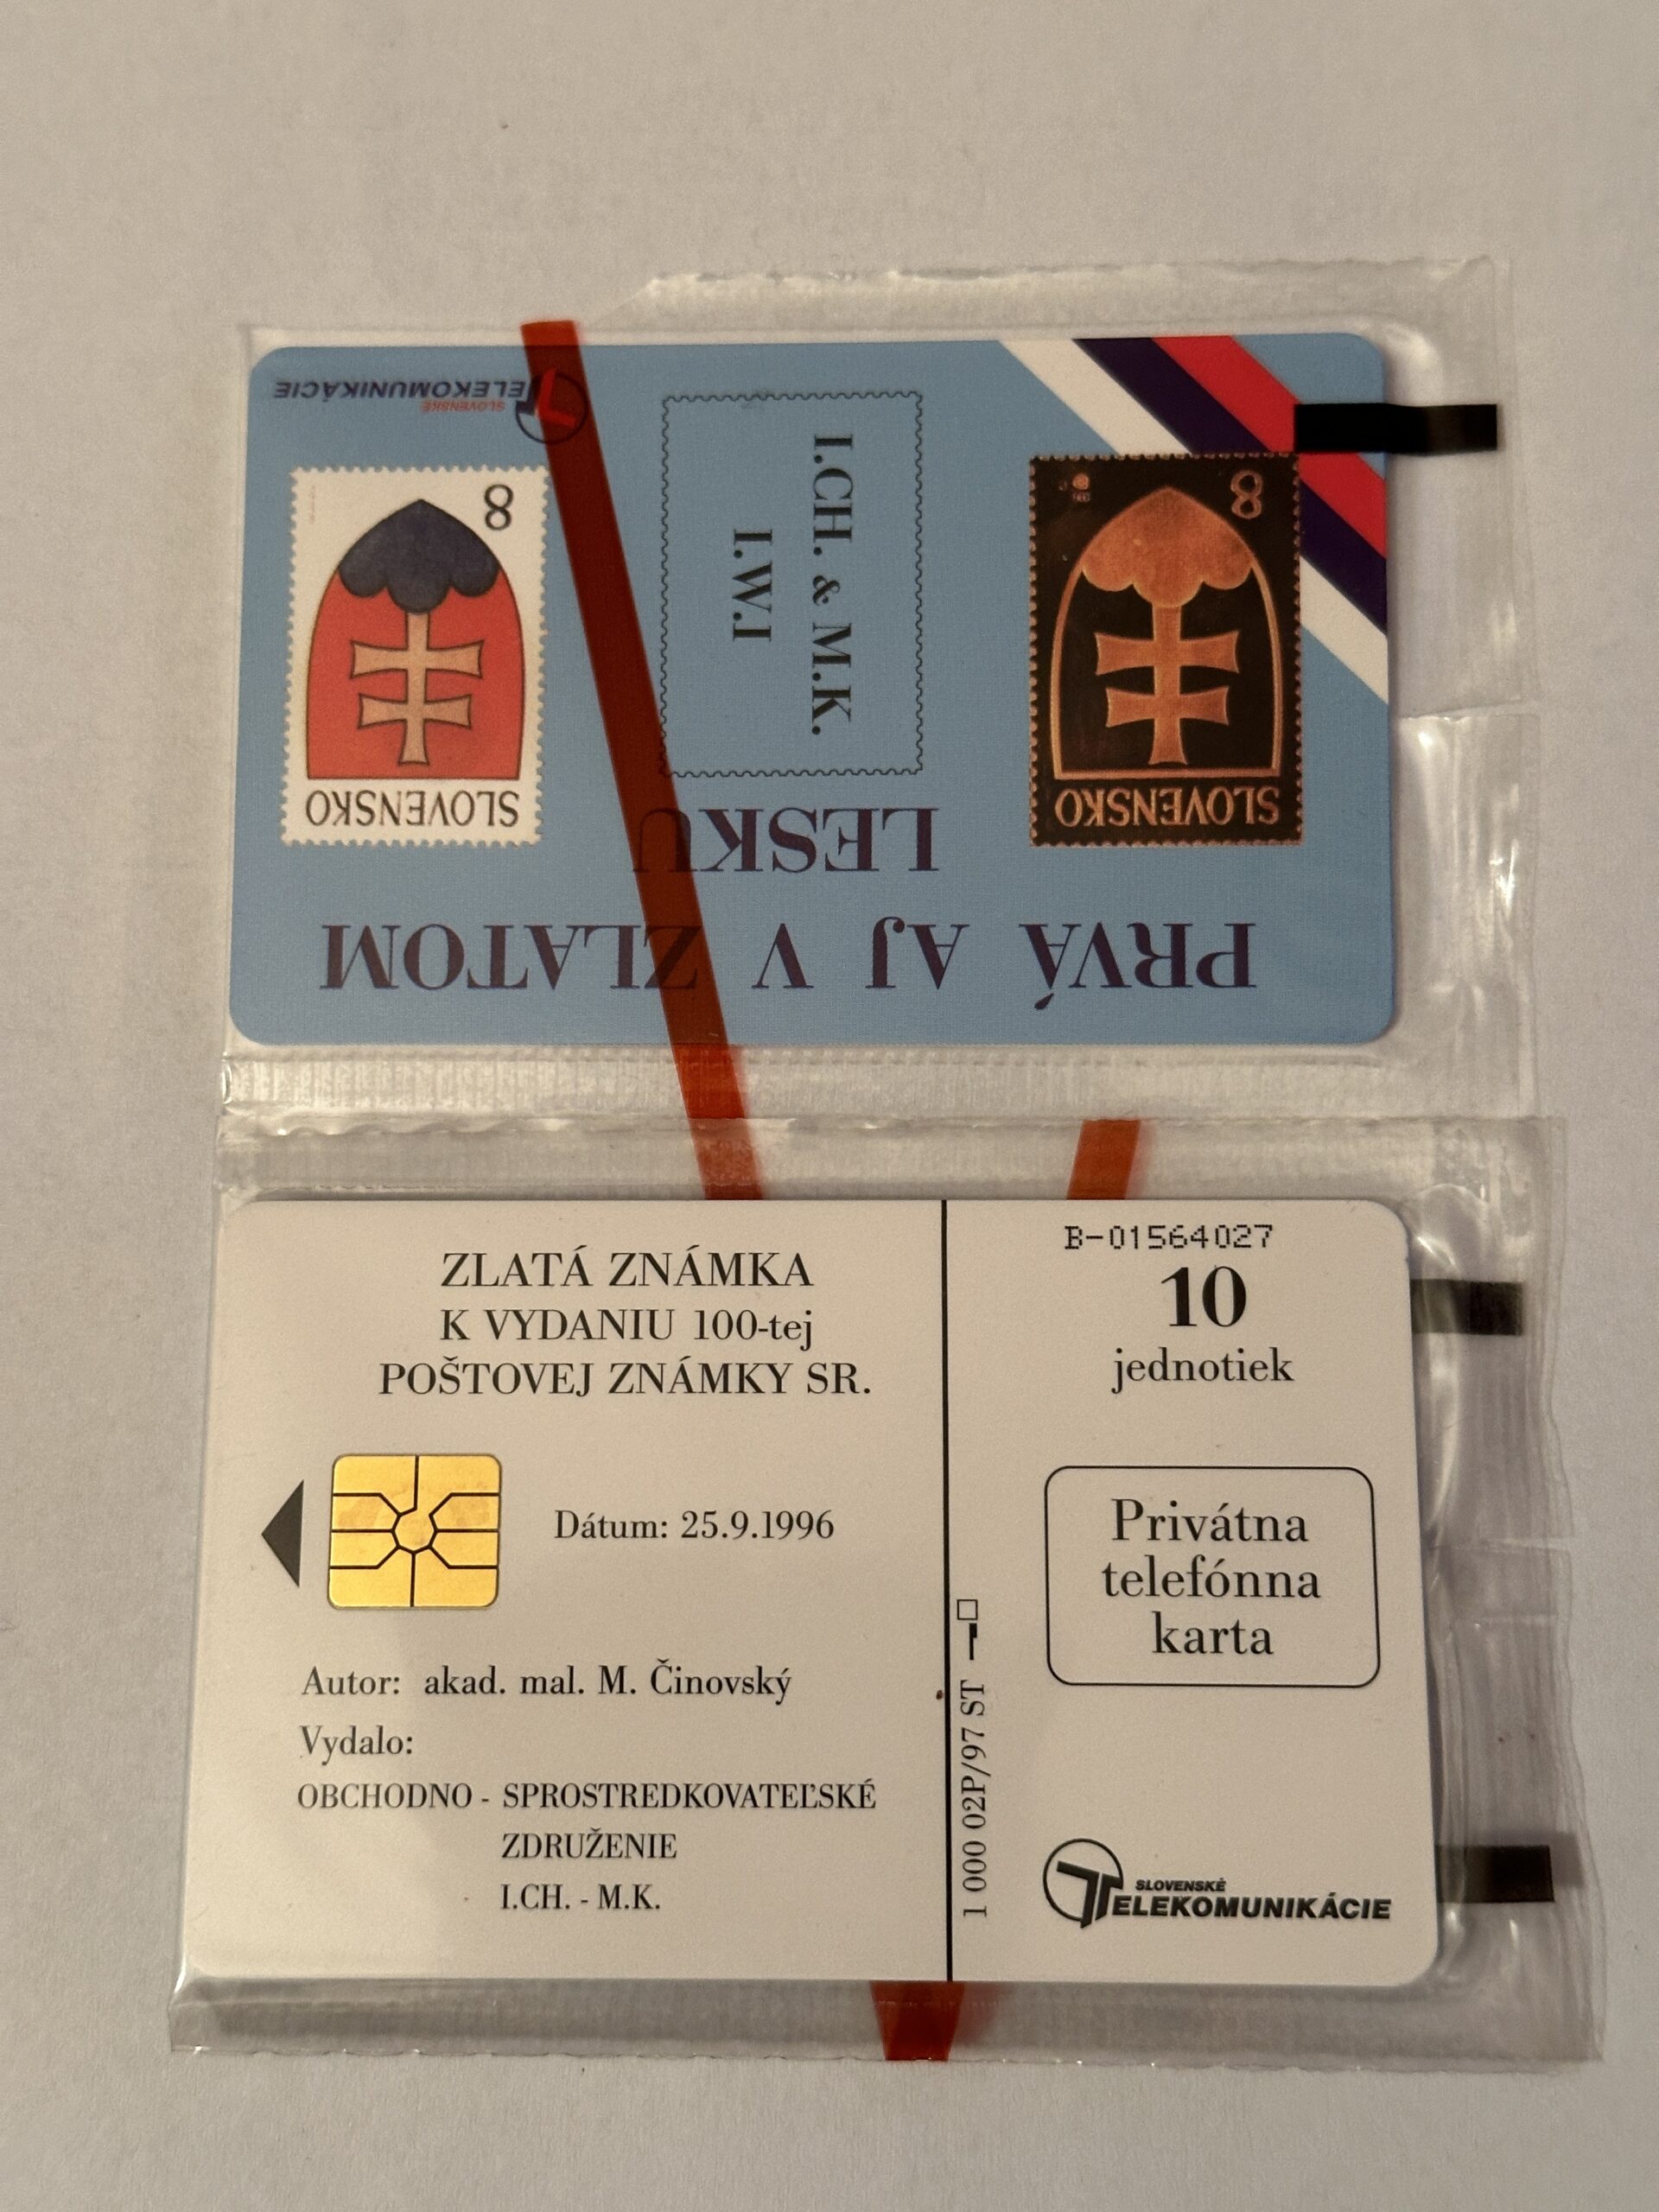 SLOVENSKÉ
TELEKOMUNIKÁCIE
PRVÁ AJ V ZLATOM
LESKU
SLOVENSKO
8
I.CH. & M.K.
I.W.I
SLOVENSKO
8
ZLATÁ ZNÁMKA
K VYDANIU 100-tej
POŠTOVEJ ZNÁMKY SR.
Dátum: 25.9.1996
Autor: akad. mal. M. Činovský
Vydalo:
OBCHODNO - SPROSTREDKOVATEĽSKÉ
ZDRUŽENIE
I.CH. - M.K.
1 000 02P/97 ST
B-01564027
10
jednotiek
Privátna
telefónna
karta
SLOVENSKÉ
TELEKOMUNIKÁCIE